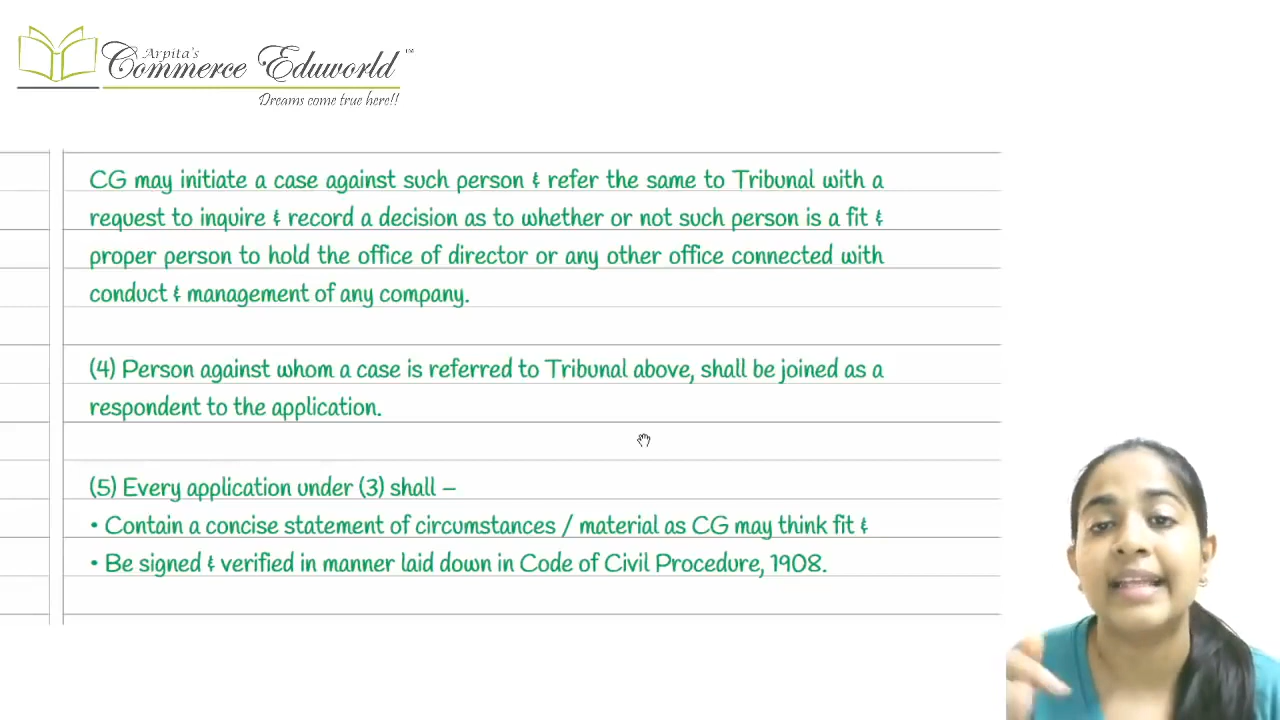 Arpita's
Commerce Eduworld™
Dreams come true here!!
CG may initiate a case against such person & refer the same to Tribunal with a
request to inquire & record a decision as to whether or not such person is a fit &
proper person to hold the office of director or any other office connected with
conduct & management of any company.
(4) Person against whom a case is referred to Tribunal above, shall be joined as a
respondent to the application.
(5) Every application under (3) shall –
• Contain a concise statement of circumstances / material as CG may think fit &
• Be signed & verified in manner laid down in Code of Civil Procedure, 1908.